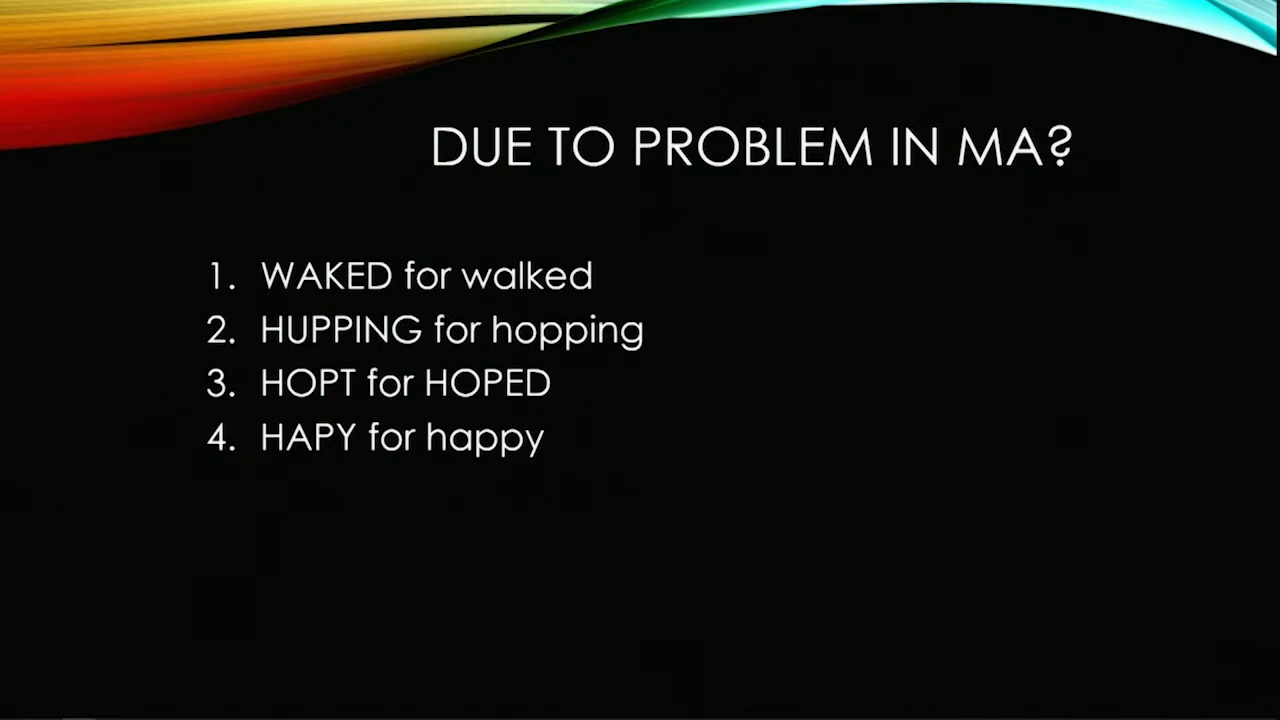 DUE TO PROBLEM IN MA?
1. WAKED for walked
2. HUPPING for hopping
3. HOPT for HOPED
4. HAPY for happy